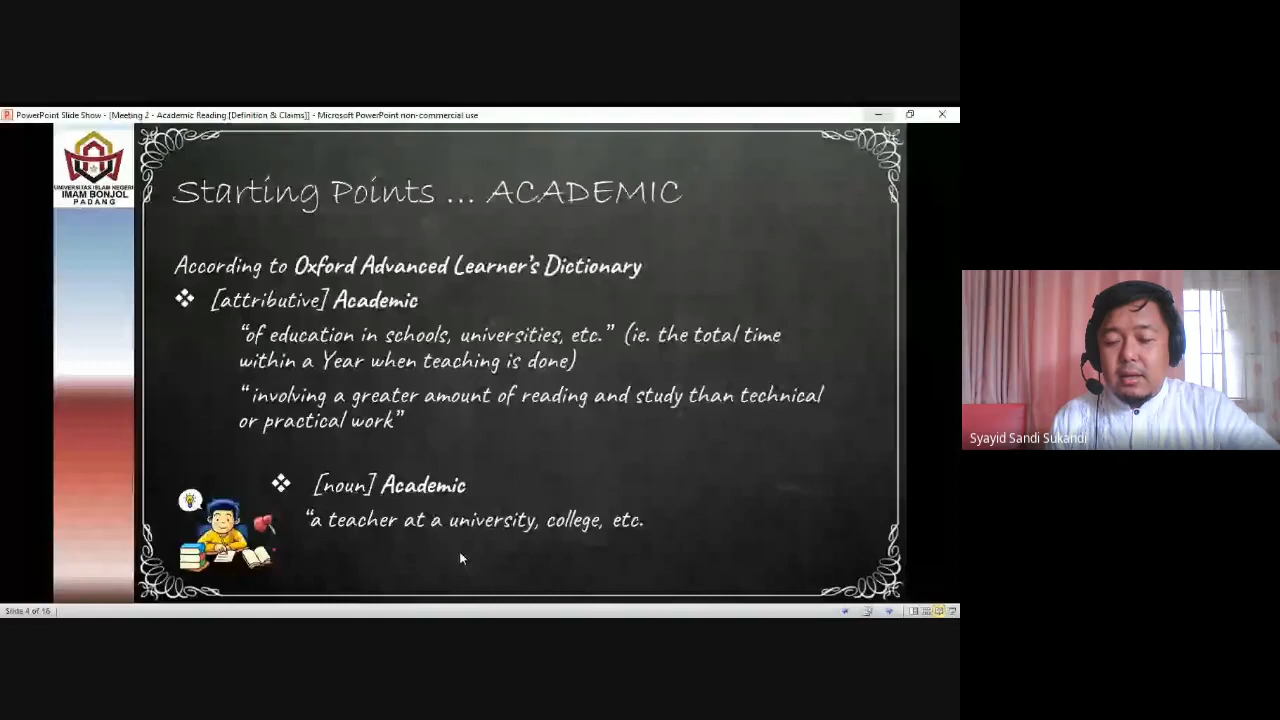 PowerPoint Slide Show - [Meeting 2 - Academic Reading [Definition & Claims]] - Microsoft PowerPoint non-commercial use
UNIVERSITAS ISLAM NEGERI
IMAM BONJOL
PADANG
Starting Points ... ACADEMIC
According to Oxford Advanced Learner's Dictionary
❖ [attributive] Academic
“of education in schools, universities, etc.” (ie. the total time
within a Year when teaching is done)
“involving a greater amount of reading and study than technical
or practical work”
❖ [noun] Academic
“a teacher at a university, college, etc.
Syayid Sandi Sukandi
Slide 4 of 16